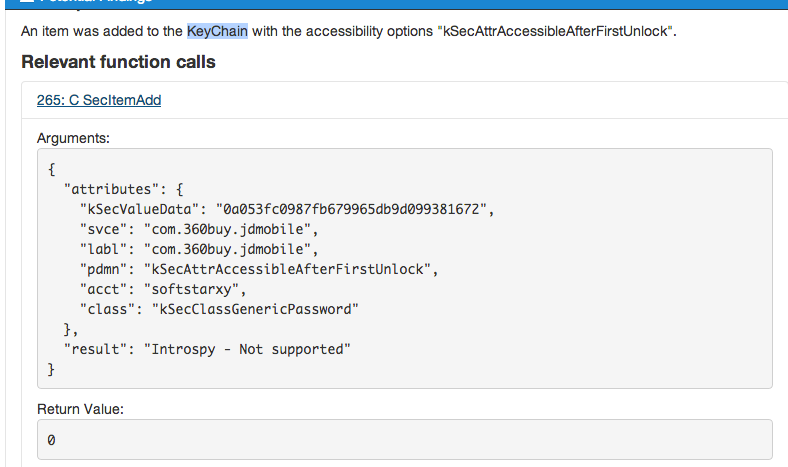 Potential Findings
An item was added to the KeyChain with the accessibility options "kSecAttrAccessibleAfterFirstUnlock".
Relevant function calls
265: C SecItemAdd
Arguments:
{
"attributes": {
"kSecValueData": "0a053fc0987fb679965db9d099381672",
"svce": "com.360buy.jdmobile",
"labl": "com.360buy.jdmobile",
"pdmn": "kSecAttrAccessibleAfterFirstUnlock",
"acct": "softstarxy",
"class": "kSecClassGenericPassword"
},
"result": "Introspy - Not supported"
}
Return Value:
0